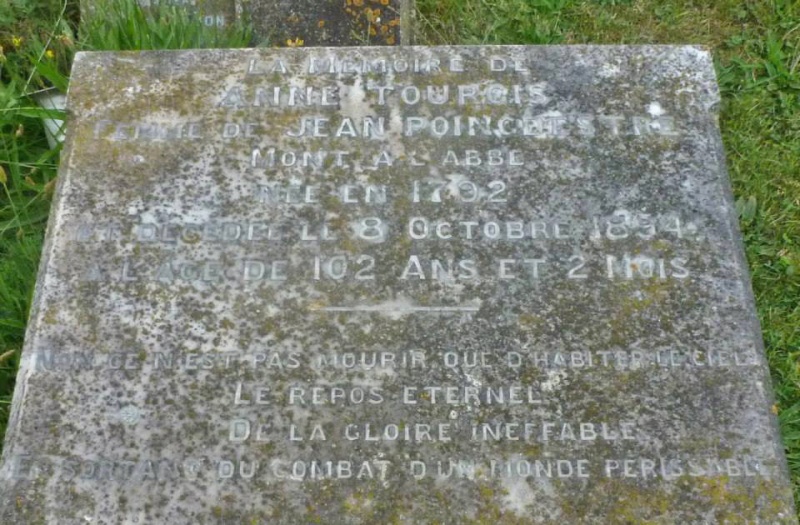 LA MEMOIRE DE
ANNE TOURGIS
FEMME DE JEAN POINGDESTRE
MONT A L'ABBE
NEE EN 1792
ET DECEDEE LE 8 OCTOBRE 1894.
A L'AGE DE 102 ANS ET 2 MOIS
NON CE N'EST PAS MOURIR QUE D'HABITER LE CIEL
LE REPOS ETERNEL
DE LA GLOIRE INEFFABLE
EN SORTANT DU COMBAT D'UN MONDE PERISSABLE